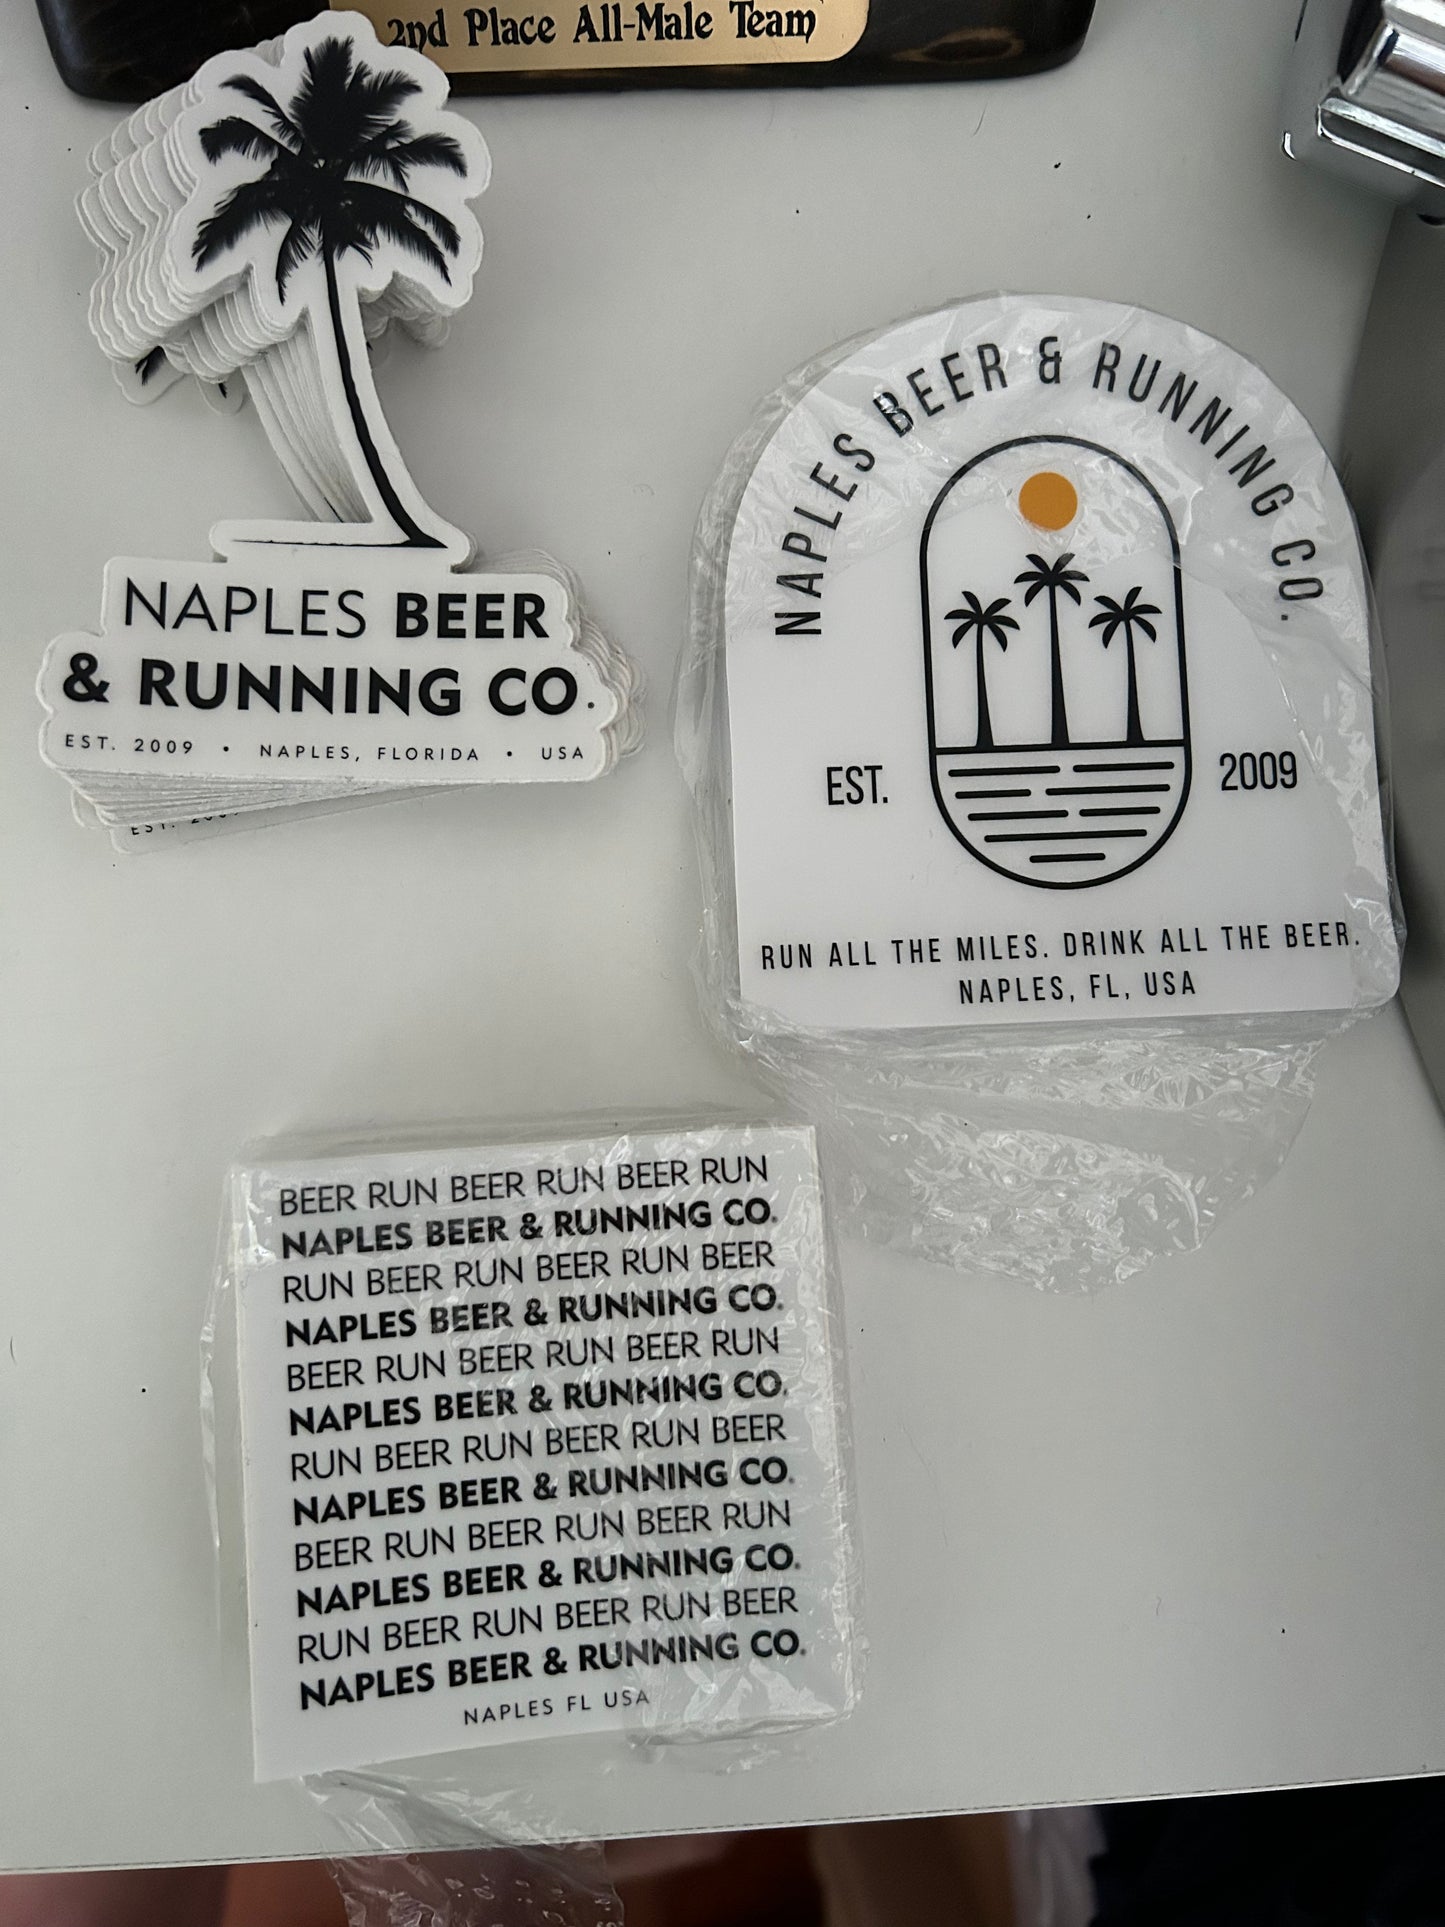 2nd Place All-Male Team
NAPLES BEER
& RUNNING CO.
EST. 2009 • NAPLES, FLORIDA • USA
EST.
NAPLES BEER & RUNNING CO.
EST. 2009
RUN ALL THE MILES. DRINK ALL THE BEER.
NAPLES, FL, USA
BEER RUN BEER RUN BEER RUN
NAPLES BEER & RUNNING CO.
RUN BEER RUN BEER RUN BEER
NAPLES BEER & RUNNING CO.
BEER RUN BEER RUN BEER RUN
NAPLES BEER & RUNNING CO.
RUN BEER RUN BEER RUN BEER
NAPLES BEER & RUNNING CO.
BEER RUN BEER RUN BEER RUN
NAPLES BEER & RUNNING CO.
RUN BEER RUN BEER RUN BEER
NAPLES BEER & RUNNING CO.
NAPLES FL USA